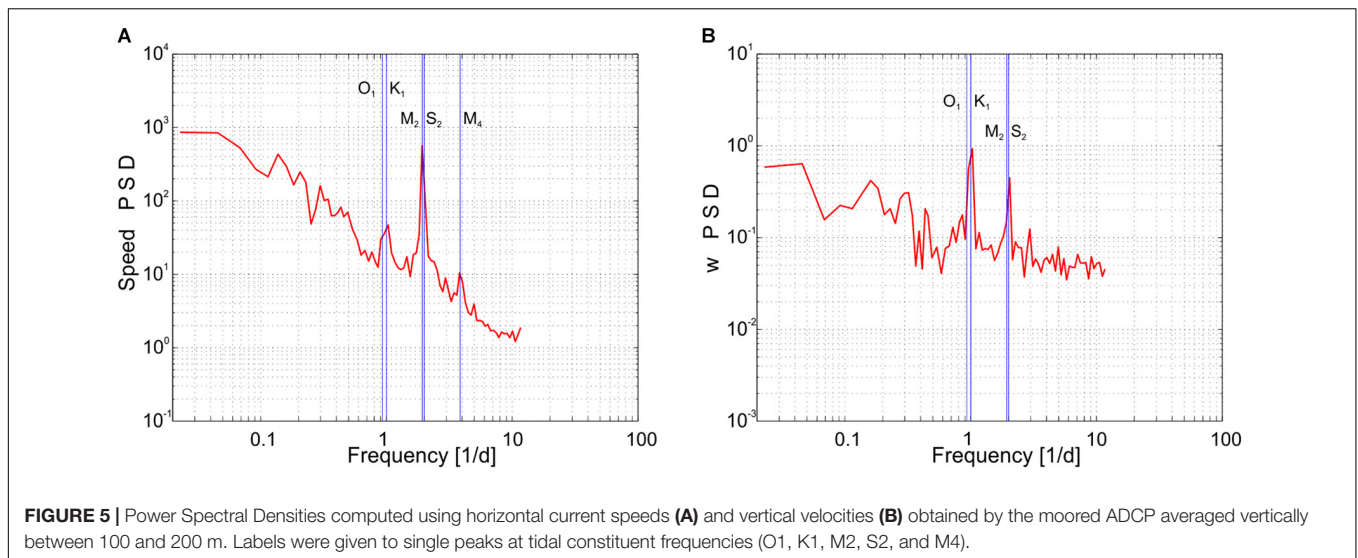 A
10^4
10^3
10^2
10^1
10^0
10^-1
Speed PSD
O1 K1
M2 S2 M4
0.1 1 10 100
Frequency [1/d]
B
10^1
10^0
10^-1
10^-2
10^-3
w PSD
O1 K1
M2 S2
0.1 1 10 100
Frequency [1/d]
FIGURE 5 | Power Spectral Densities computed using horizontal current speeds (A) and vertical velocities (B) obtained by the moored ADCP averaged vertically
between 100 and 200 m. Labels were given to single peaks at tidal constituent frequencies (O1, K1, M2, S2, and M4).